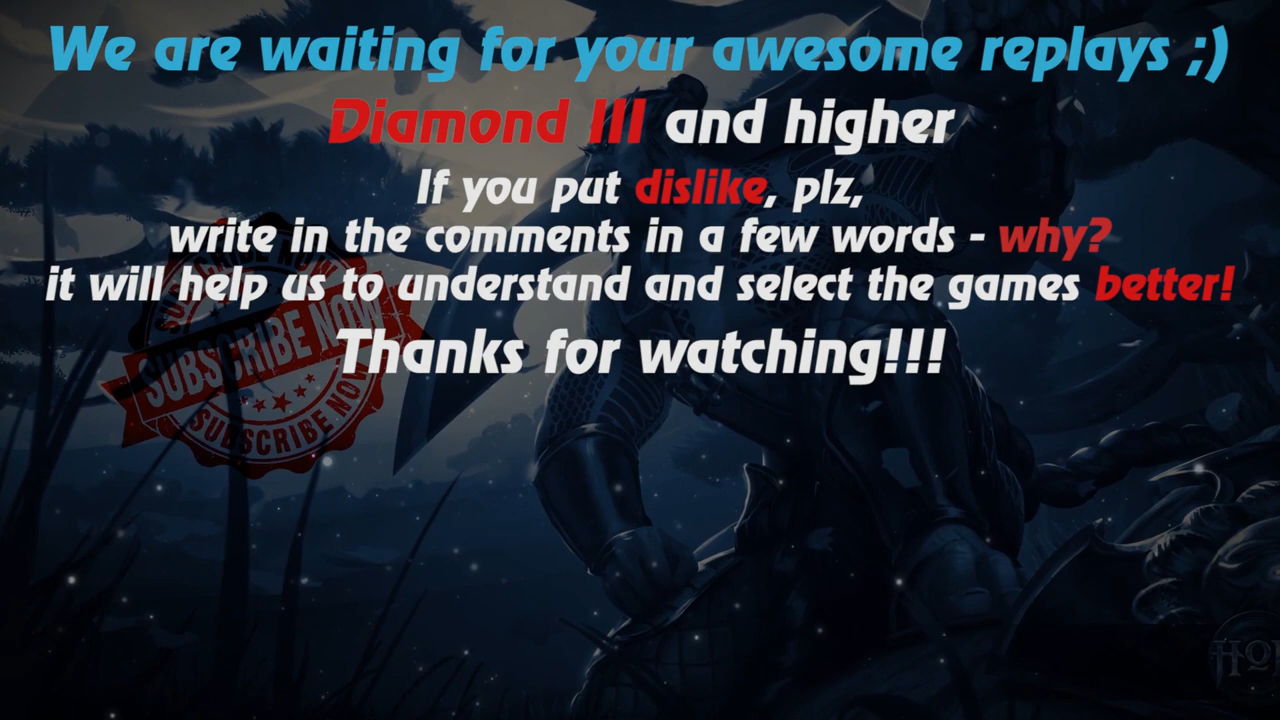 We are waiting for your awesome replays ;)
Diamond III and higher
If you put dislike, plz,
write in the comments in a few words - why?
it will help us to understand and select the games better!
Thanks for watching!!!
SUBSCRIBE NOW
SUBSCRIBE NOW
SUBSCRIBE NOW